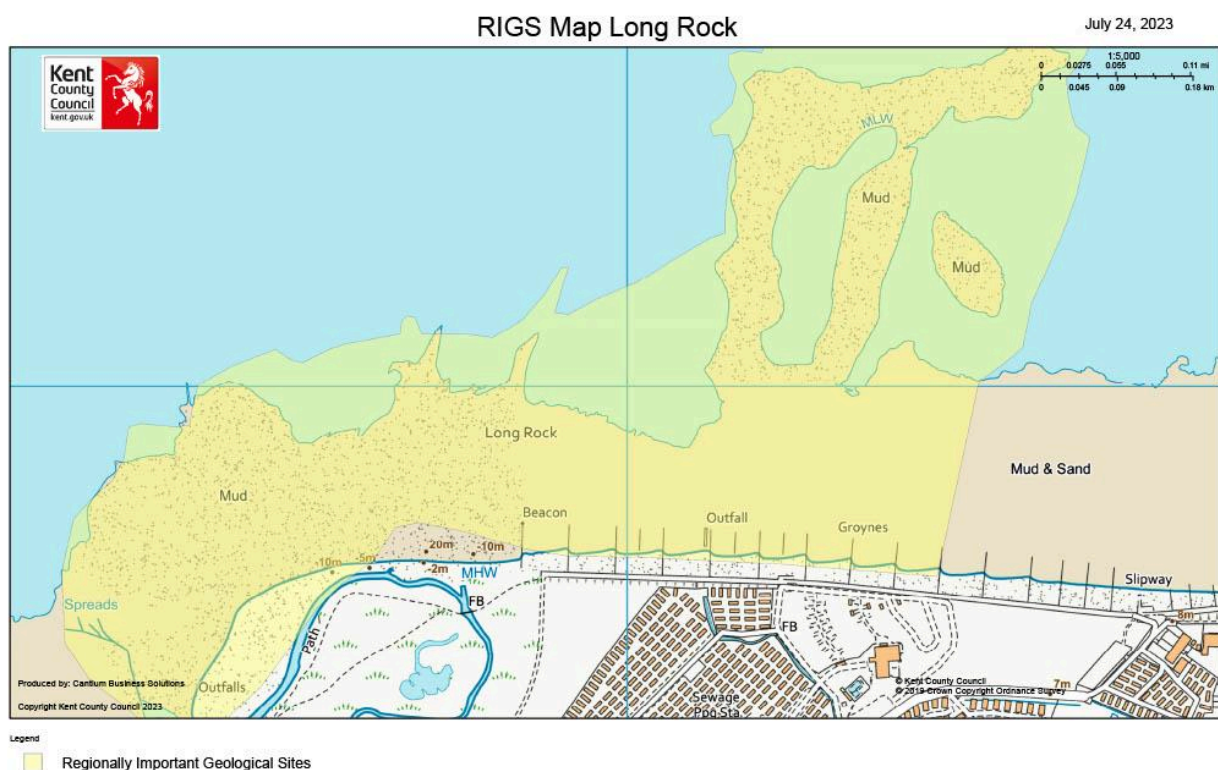 RIGS Map Long Rock
July 24, 2023
Kent
County
Council
kent.gov.uk
1:5,000
0 0.0275 0.055 0.11 mi
0 0.045 0.09 0.18 km
MLW
Mud
Mud
Long Rock
Mud
Mud & Sand
Beacon
Outfall
Groynes
20m
-10m
-10m
-5m
-2m
MHW
Slipway
Spreads
FB
Path
FB
8m
Outfalls
7m
Sewage
Ppg Sta
Produced by: Cantium Business Solutions
Copyright Kent County Council 2023
© Kent County Council
© 2019 Crown Copyright Ordnance Survey
Legend
Regionally Important Geological Sites